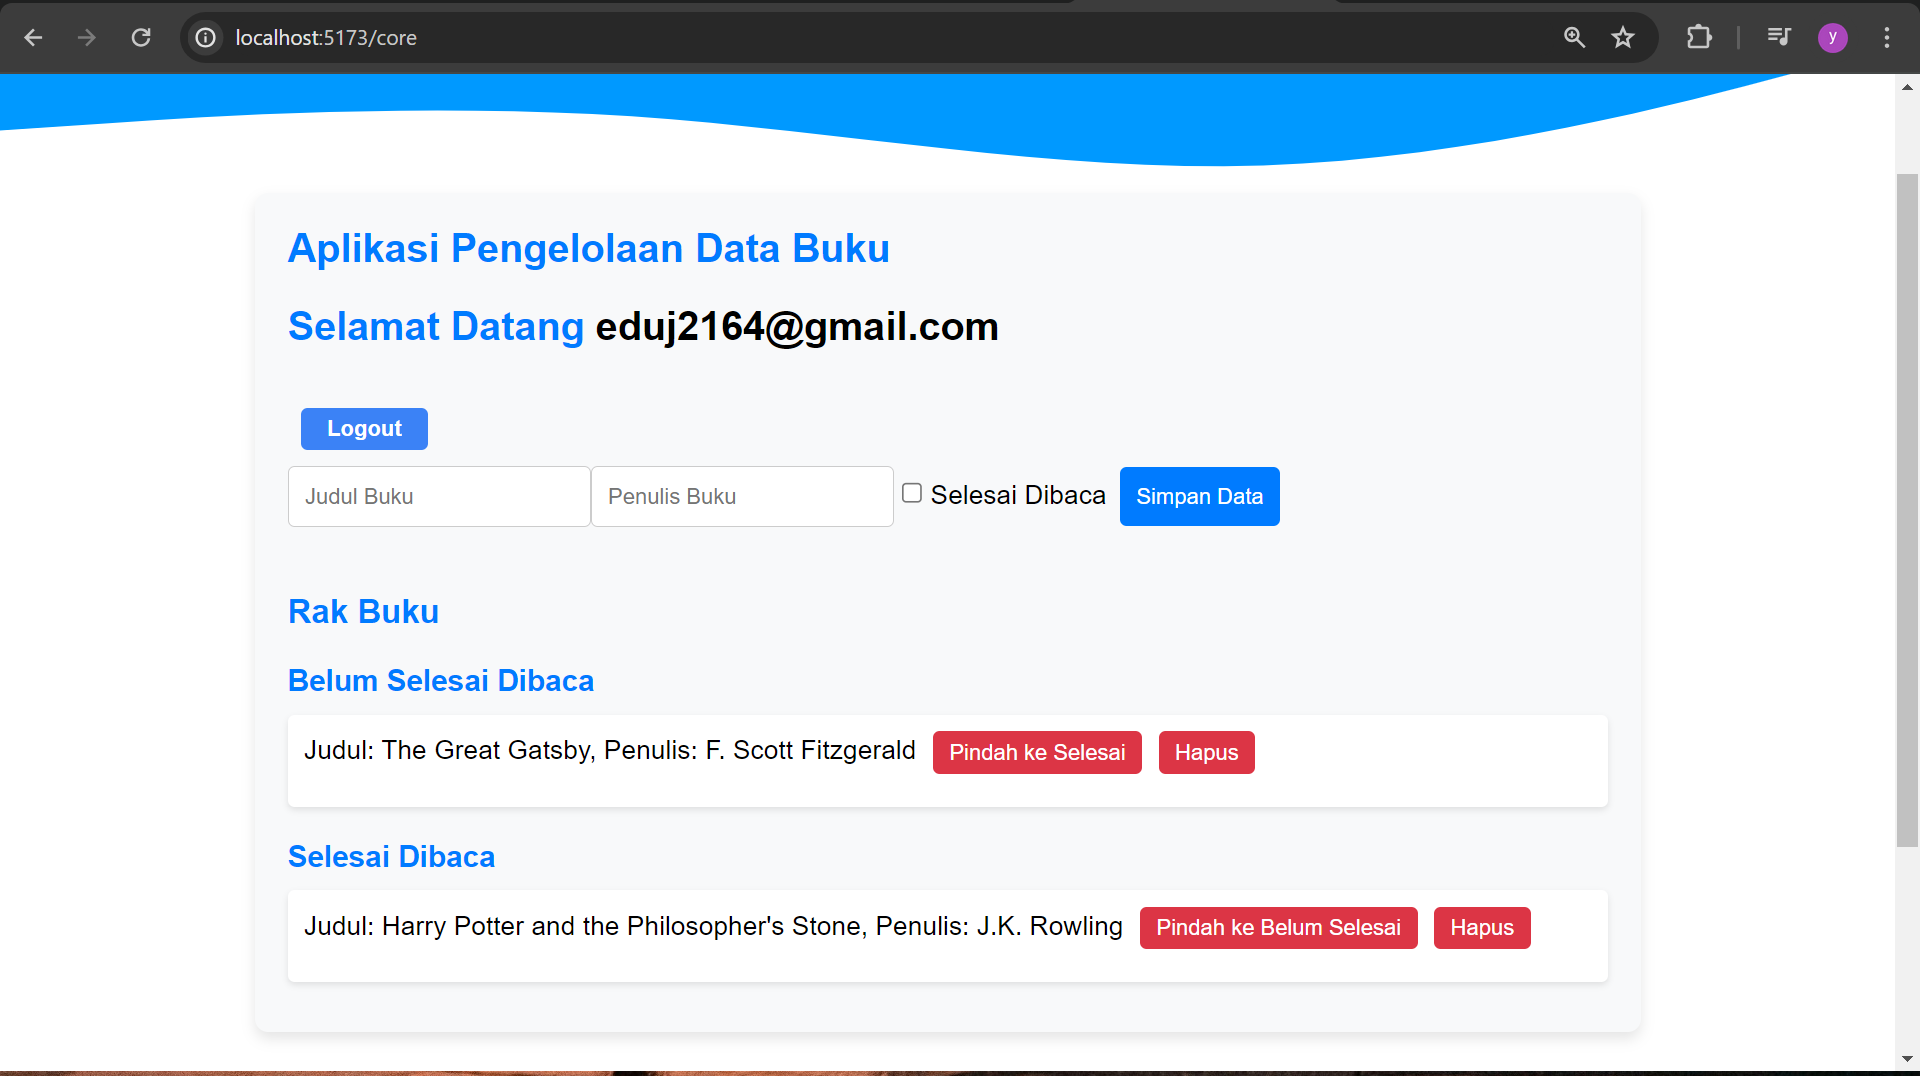 localhost:5173/core
y
Aplikasi Pengelolaan Data Buku
Selamat Datang eduj2164@gmail.com
Logout
Judul Buku Penulis Buku Selesai Dibaca Simpan Data
Rak Buku
Belum Selesai Dibaca
Judul: The Great Gatsby, Penulis: F. Scott Fitzgerald Pindah ke Selesai Hapus
Selesai Dibaca
Judul: Harry Potter and the Philosopher's Stone, Penulis: J.K. Rowling Pindah ke Belum Selesai Hapus